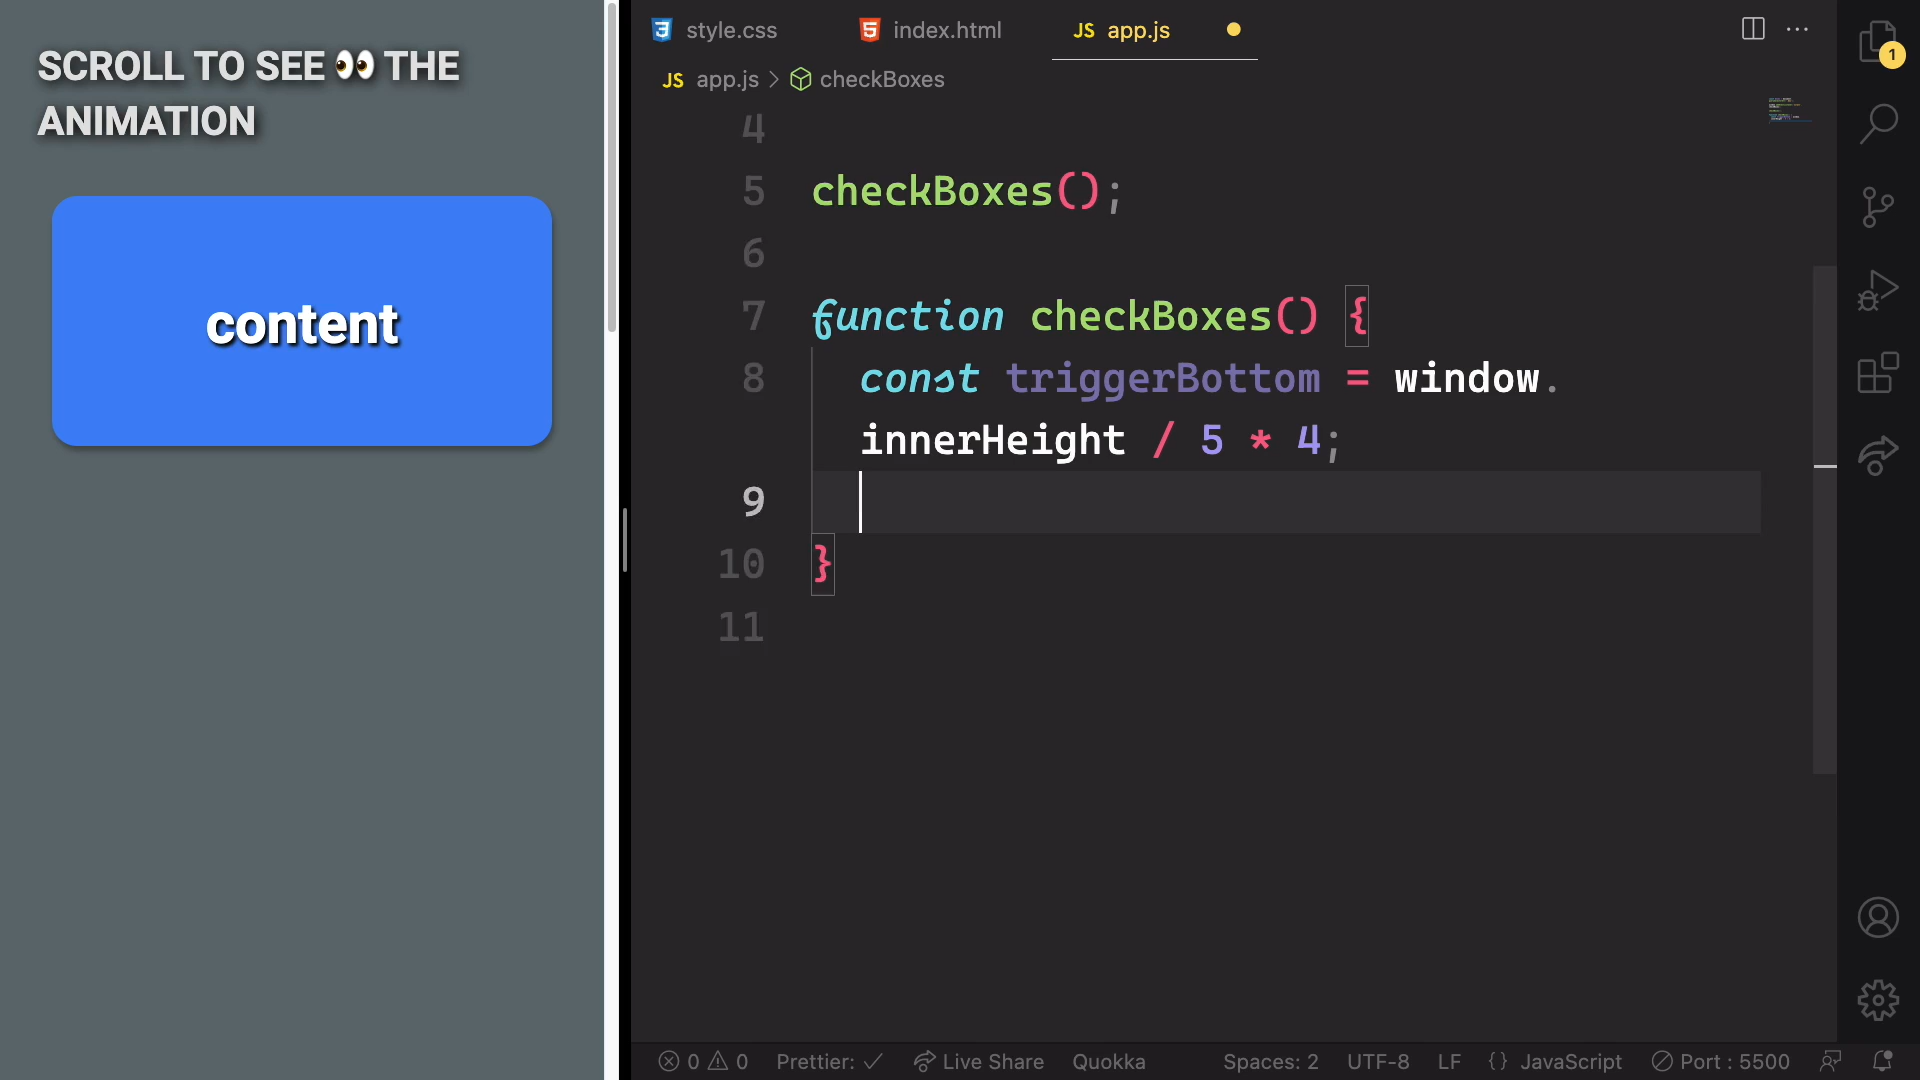 SCROLL TO SEE 👀 THE
ANIMATION
content
style.css
index.html
JS app.js
JS app.js > checkBoxes
4
5 checkBoxes();
6
7 function checkBoxes() {
8 const triggerBottom = window.
innerHeight / 5 * 4;
9
10 }
11
1
0 0 Prettier: ✓ Live Share Quokka Spaces: 2 UTF-8 LF {} JavaScript Port : 5500